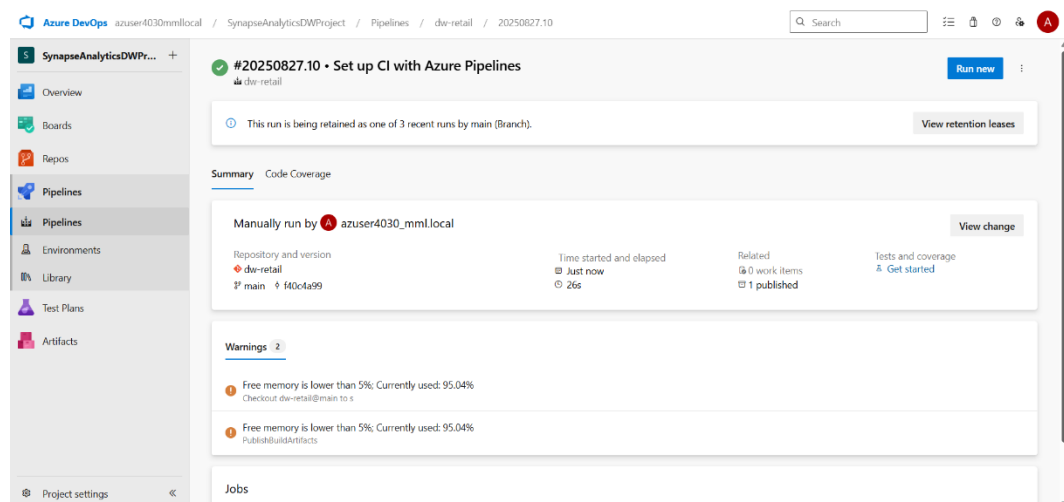 Azure DevOps azuser4030mmllocal / SynapseAnalyticsDWProject / Pipelines / dw-retail / 20250827.10
Search
A
S SynapseAnalyticsDWPr... +
Overview
Boards
Repos
Pipelines
Pipelines
Environments
Library
Test Plans
Artifacts
Project settings
#20250827.10 • Set up CI with Azure Pipelines
dw-retail
Run new
This run is being retained as one of 3 recent runs by main (Branch).
View retention leases
Summary Code Coverage
Manually run by A azuser4030_mml.local
View change
Repository and version
dw-retail
main f40c4a99
Time started and elapsed
Just now
26s
Related
0 work items
1 published
Tests and coverage
Get started
Warnings 2
Free memory is lower than 5%; Currently used: 95.04%
Checkout dw-retail@main to s
Free memory is lower than 5%; Currently used: 95.04%
PublishBuildArtifacts
Jobs